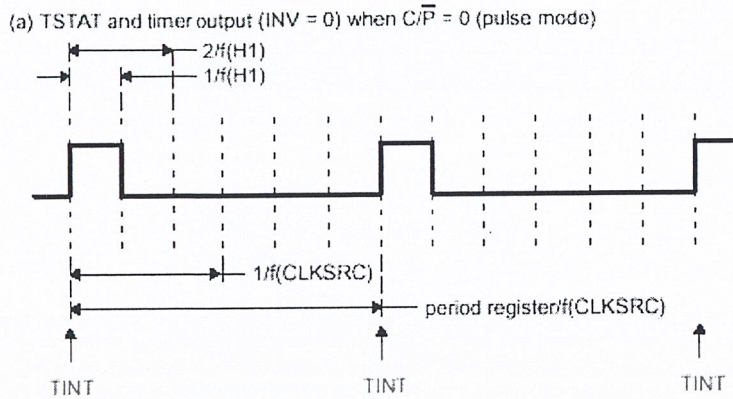 (a) TSTAT and timer output (INV = 0) when C/P̅ = 0 (pulse mode)
2/f(H1)
1/f(H1)
1/f(CLKSRC)
period register/f(CLKSRC)
TINT
TINT
TINT